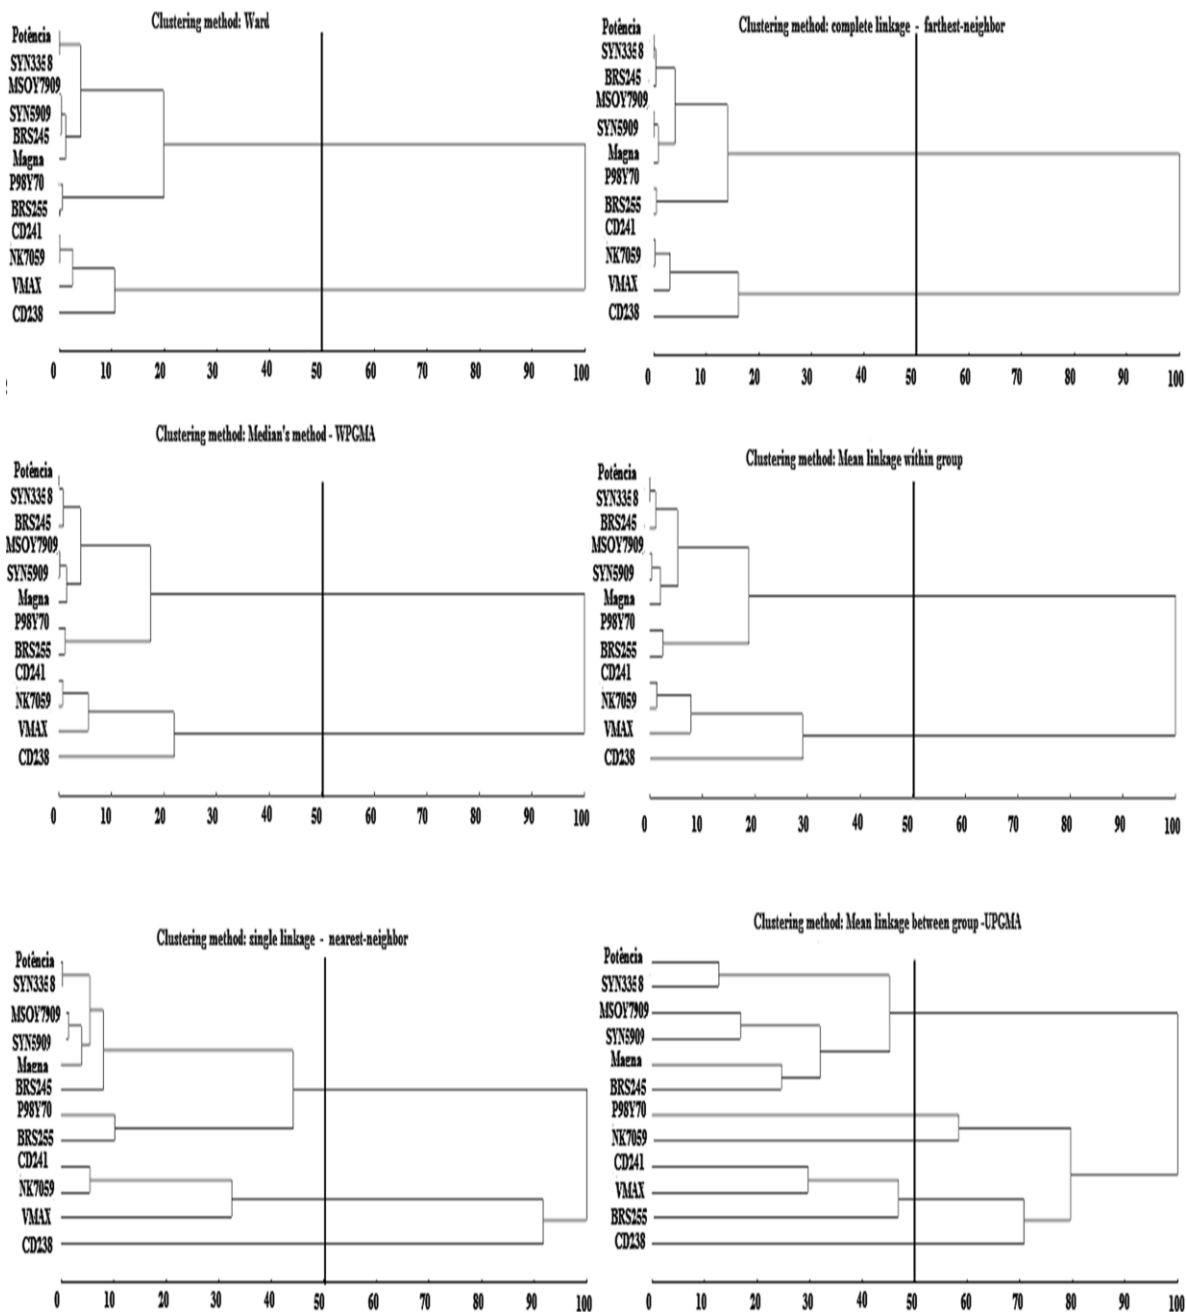 Clustering method: Ward
Potência
SYN3358
MSOY7909
SYN5909
BRS245
Magna
P98Y70
BRS255
CD241
NK7059
VMAX
CD238
0 10 20 30 40 50 60 70 80 90 100
Clustering method: complete linkage - farthest-neighbor
Potência
SYN3358
BRS245
MSOY7909
SYN5909
Magna
P98Y70
BRS255
CD241
NK7059
VMAX
CD238
0 10 20 30 40 50 60 70 80 90 100
Clustering method: Median's method - WPGMA
Potência
SYN3358
BRS245
MSOY7909
SYN5909
Magna
P98Y70
BRS255
CD241
NK7059
VMAX
CD238
0 10 20 30 40 50 60 70 80 90 100
Clustering method: Mean linkage within group
Potência
SYN3358
BRS245
MSOY7909
SYN5909
Magna
P98Y70
BRS255
CD241
NK7059
VMAX
CD238
0 10 20 30 40 50 60 70 80 90 100
Clustering method: single linkage - nearest-neighbor
Potência
SYN3358
MSOY7909
SYN5909
Magna
BRS245
P98Y70
BRS255
CD241
NK7059
VMAX
CD238
0 10 20 30 40 50 60 70 80 90 100
Clustering method: Mean linkage between group -UPGMA
Potência
SYN3358
MSOY7909
SYN5909
Magna
BRS245
P98Y70
NK7059
CD241
VMAX
BRS255
CD238
0 10 20 30 40 50 60 70 80 90 100